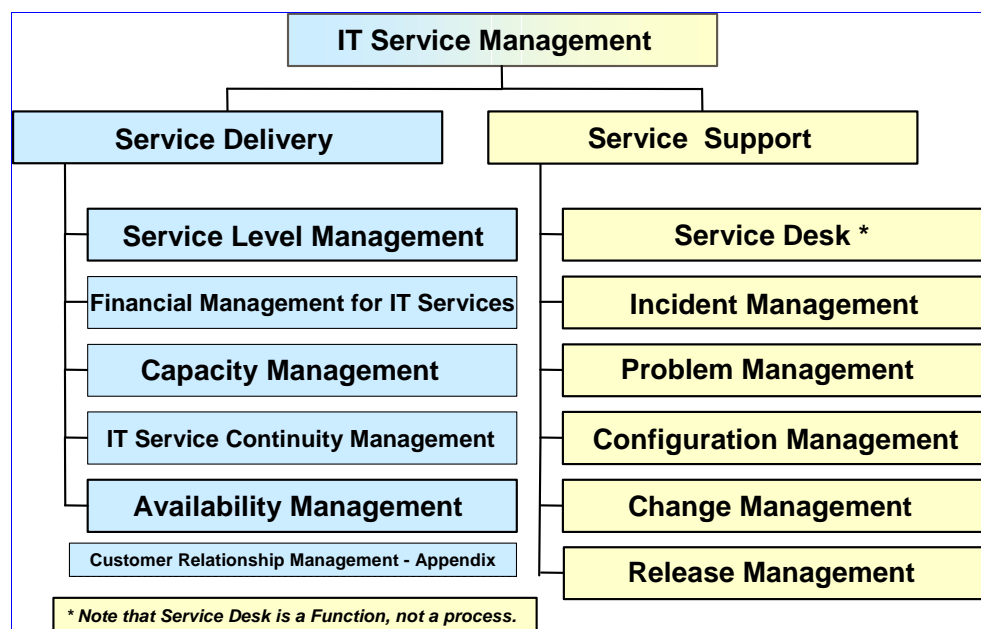 IT Service Management
Service Delivery
Service Support
Service Level Management
Financial Management for IT Services
Capacity Management
IT Service Continuity Management
Availability Management
Customer Relationship Management - Appendix
Service Desk *
Incident Management
Problem Management
Configuration Management
Change Management
Release Management
* Note that Service Desk is a Function, not a process.